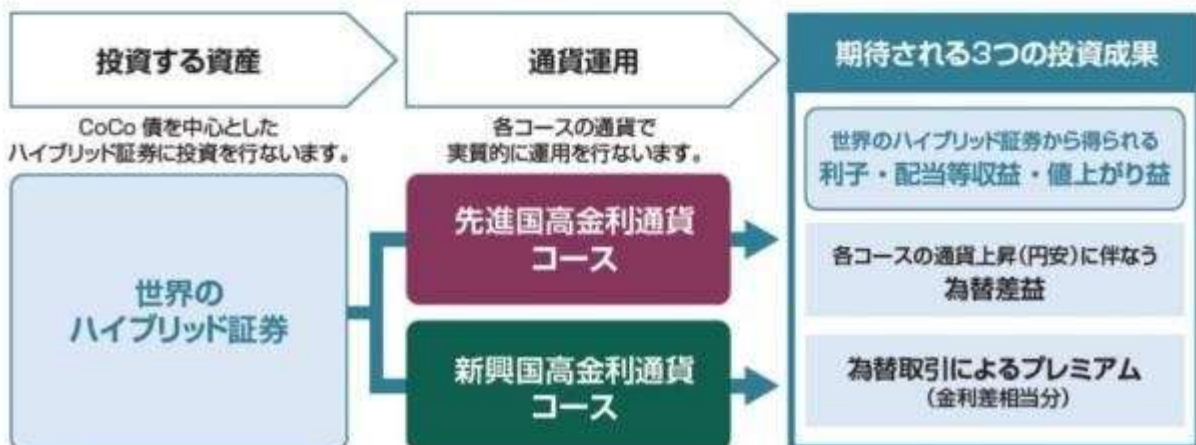 投資する資産
通貨運用
期待される3つの投資成果
CoCo 債を中心とした
ハイブリッド証券に投資を行ないます。
各コースの通貨で
実質的に運用を行ないます。
世界の
ハイブリッド証券
先進国高金利通貨
コース
新興国高金利通貨
コース
世界のハイブリッド証券から得られる
利子・配当等収益・値上がり益
各コースの通貨上昇(円安)に伴なう
為替差益
為替取引によるプレミアム
(金利差相当分)